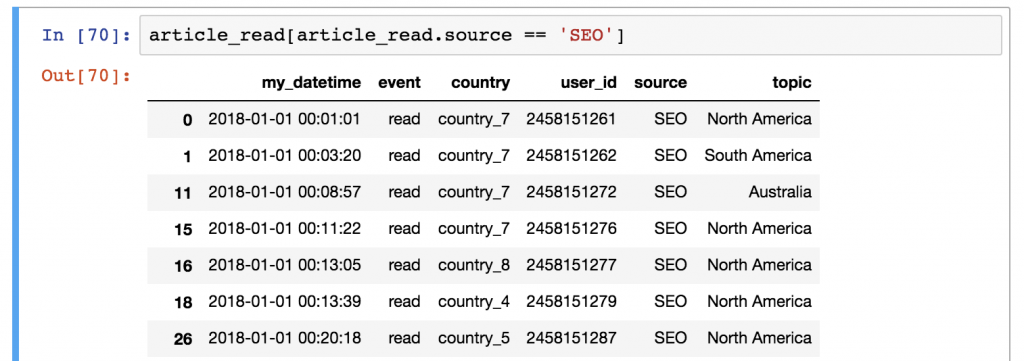 In [70]: article_read[article_read.source == 'SEO']
Out[70]:
my_datetime event country user_id source topic
0 2018-01-01 00:01:01 read country_7 2458151261 SEO North America
1 2018-01-01 00:03:20 read country_7 2458151262 SEO South America
11 2018-01-01 00:08:57 read country_7 2458151272 SEO Australia
15 2018-01-01 00:11:22 read country_7 2458151276 SEO North America
16 2018-01-01 00:13:05 read country_8 2458151277 SEO North America
18 2018-01-01 00:13:39 read country_4 2458151279 SEO North America
26 2018-01-01 00:20:18 read country_5 2458151287 SEO North America